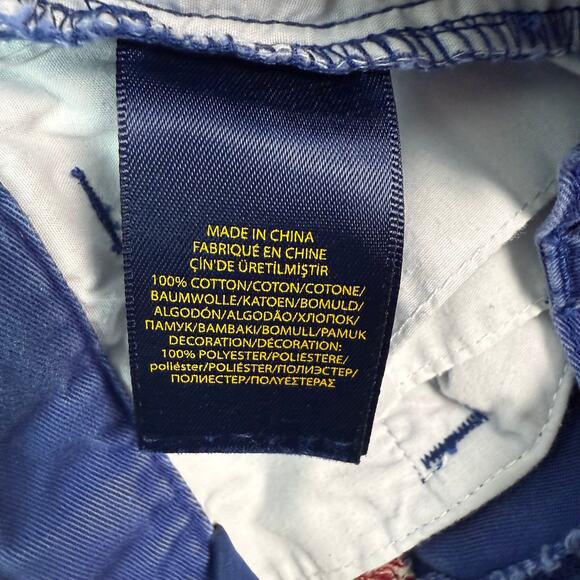 MADE IN CHINA
FABRIQUÉ EN CHINE
ÇİN'DE ÜRETİLMİŞTİR
100% COTTON/COTON/COTONE/
BAUMWOLLE/KATOEN/BOMULD/
ALGODÓN/ALGODÃO/ХЛОПОК/
ПАМУК/BAMBAKI/BOMULL/PAMUK
DECORATION/DÉCORATION:
100% POLYESTER/POLIESTERE/
poliéster/POLIÉSTER/ПОЛИЭСТЕР/
ПОЛИЕСТЕР/ΠΟΛΥΕΣΤΕΡΑΣ